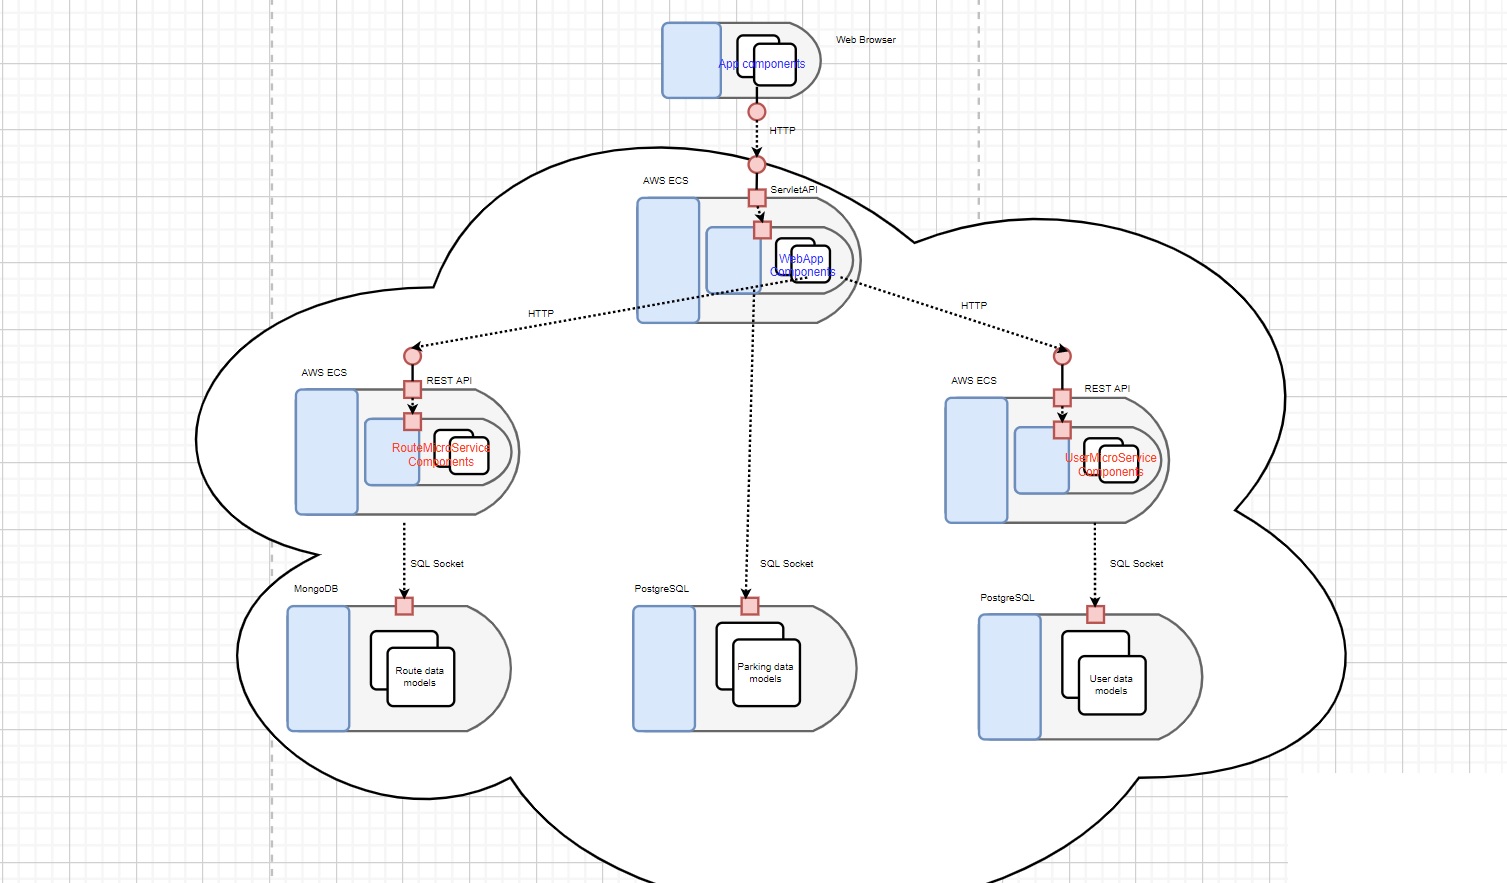 Web Browser
App components
HTTP
AWS ECS
ServletAPI
WebApp
Components
HTTP
HTTP
AWS ECS
REST API
RouteMicroService
Components
AWS ECS
REST API
UserMicroService
Components
SQL Socket
SQL Socket
SQL Socket
MongoDB
Route data
models
PostgreSQL
Parking data
models
PostgreSQL
User data
models